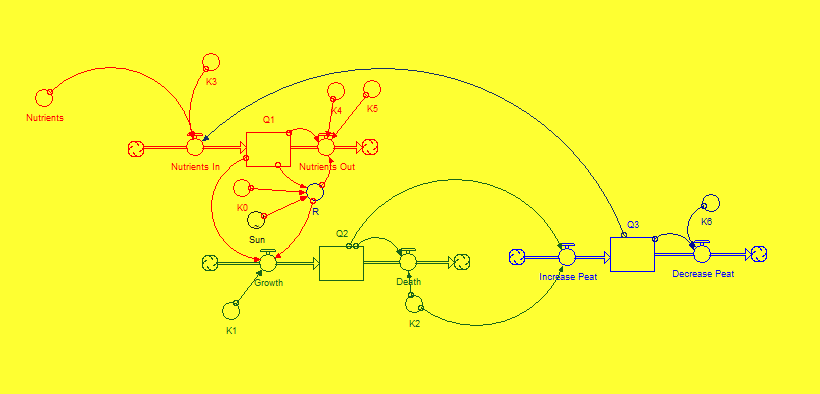 K3
Nutrients
K4
K5
Q1
Nutrients In
Nutrients Out
K0
R
Sun
Q2
Q3
K6
Growth
Death
Increase Peat
Decrease Peat
K1
K2